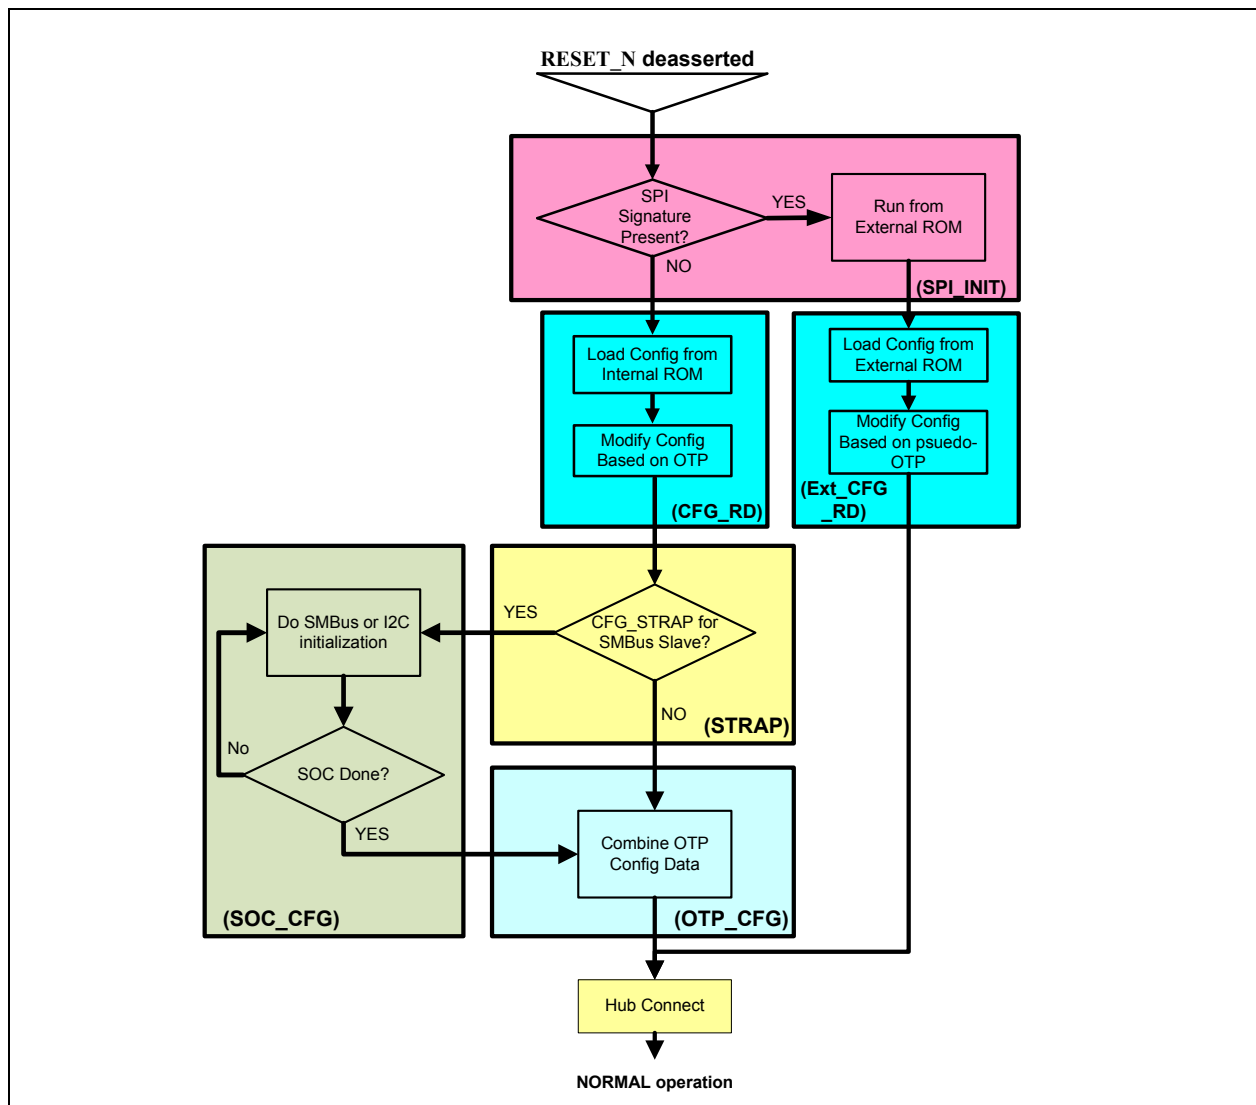 RESET_N deasserted
SPI
Signature
Present?
YES
Run from
External ROM
NO
(SPI_INIT)
Load Config from
Internal ROM
Load Config from
External ROM
Modify Config
Based on OTP
Modify Config
Based on psuedo-
OTP
(CFG_RD)
(Ext_CFG
_RD)
Do SMBus or I2C
initialization
YES
CFG_STRAP for
SMBus Slave?
NO
(STRAP)
No
SOC Done?
YES
Combine OTP
Config Data
(SOC_CFG)
(OTP_CFG)
Hub Connect
NORMAL operation